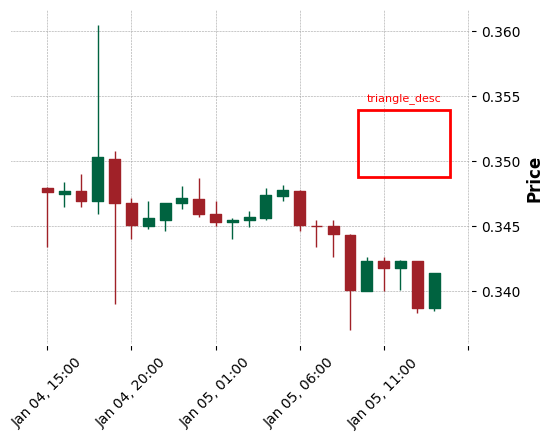 0.360
triangle_desc
0.355
0.350
0.345
0.340
Price
Jan 04, 15:00
Jan 04, 20:00
Jan 05, 01:00
Jan 05, 06:00
Jan 05, 11:00